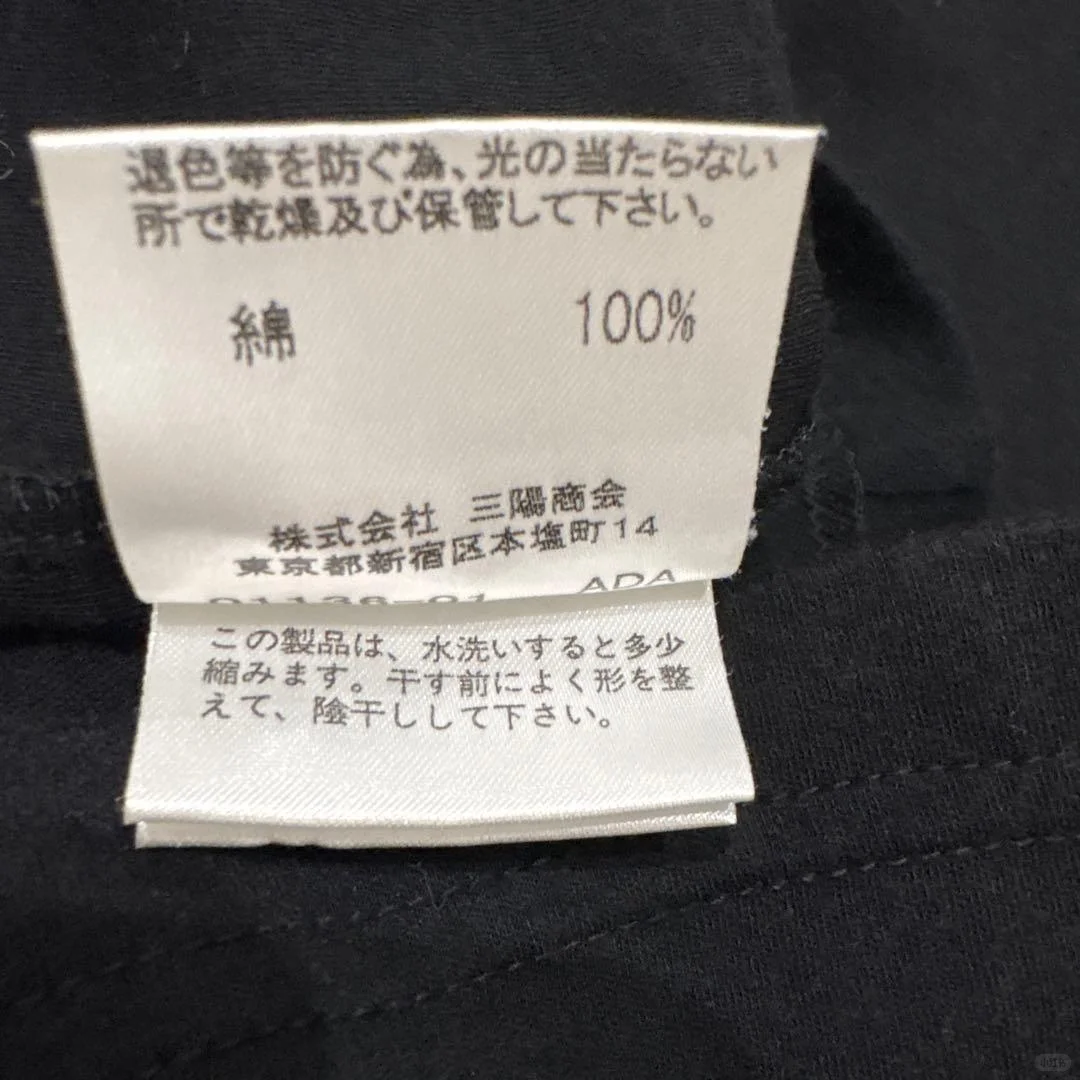 退色等を防ぐ為、光の当たらない
所で乾燥及び保管して下さい。
綿 100%
株式会社 三陽商会
東京都新宿区本塩町14
01138-01 ADA
この製品は、水洗いすると多少
縮みます。干す前によく形を整
えて、陰干しして下さい。